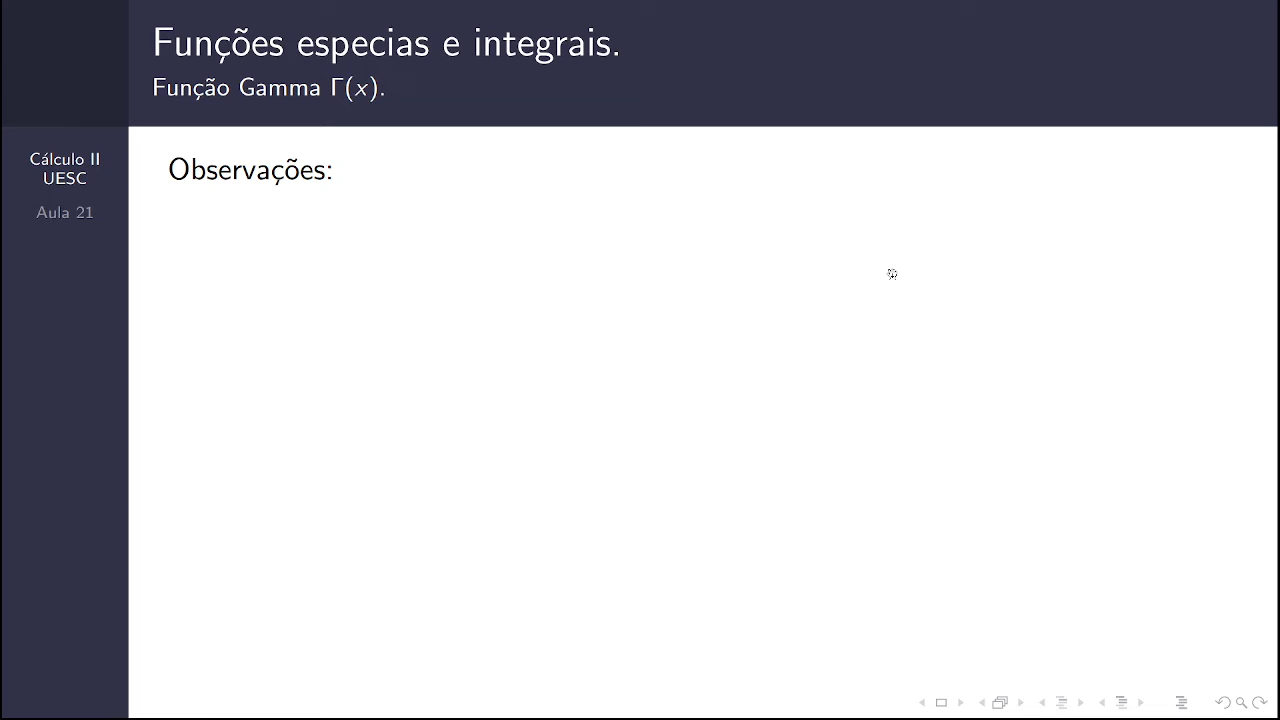 Funções especias e integrais.
Função Gamma Γ(x).
Cálculo II
UESC
Aula 21
Observações: